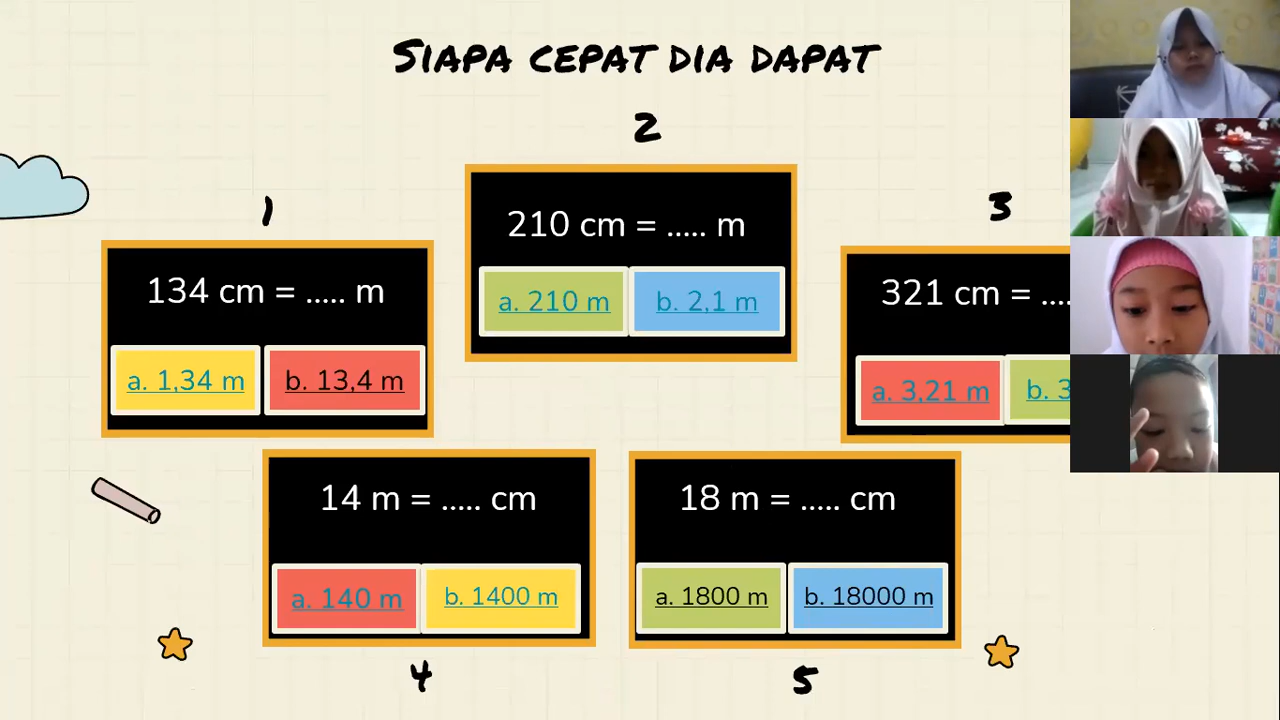 SIAPA CEPAT DIA DAPAT
1
134 cm = ..... m
a. 1,34 m
b. 13,4 m
2
210 cm = ..... m
a. 210 m
b. 2,1 m
3
321 cm = ....
a. 3,21 m
b. 3
14 m = ..... cm
a. 140 m
b. 1400 m
4
18 m = ..... cm
a. 1800 m
b. 18000 m
5